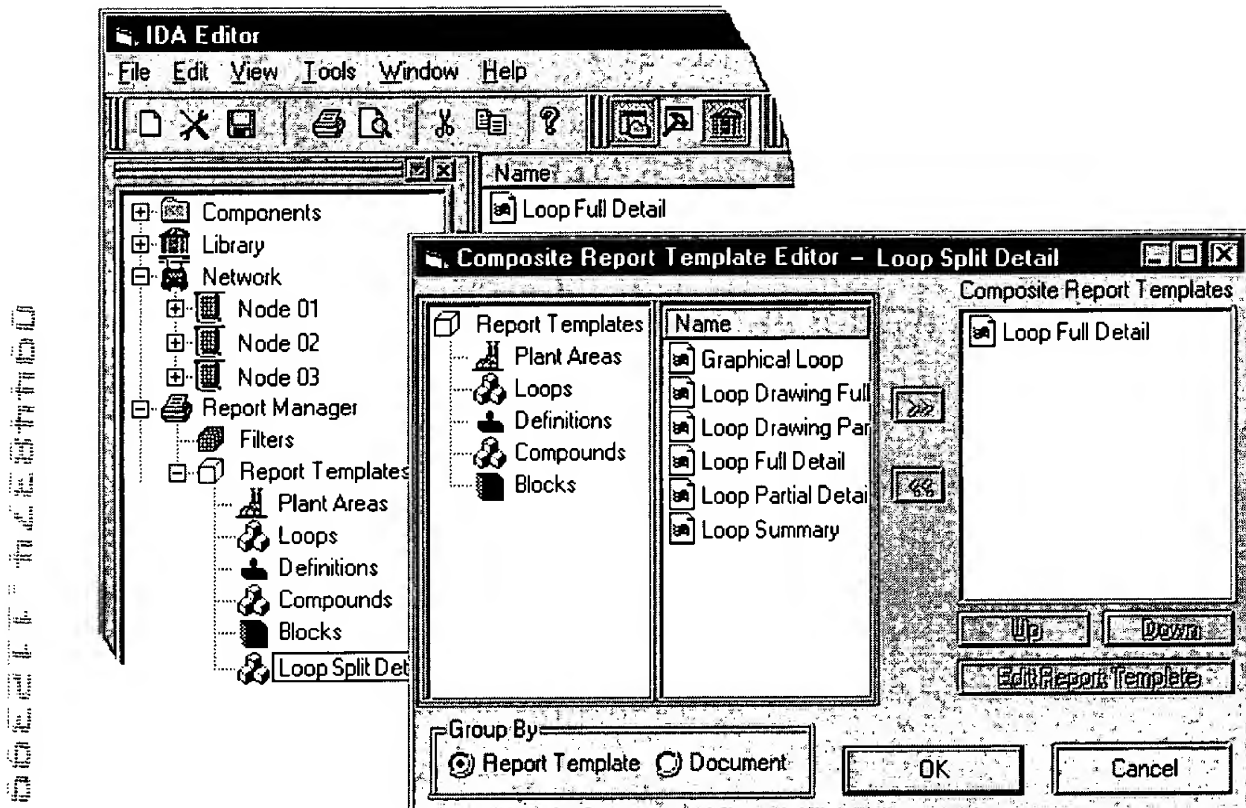 IDA Editor
File Edit View Tools Window Help
Name
Loop Full Detail
Components
Library
Network
Node 01
Node 02
Node 03
Report Manager
Filters
Report Templates
Plant Areas
Loops
Definitions
Compounds
Blocks
Loop Split Det
Composite Report Template Editor – Loop Split Detail
Report Templates
Plant Areas
Loops
Definitions
Compounds
Blocks
Name
Graphical Loop
Loop Drawing Full
Loop Drawing Par
Loop Full Detail
Loop Partial Detai
Loop Summary
>>
<<
Composite Report Templates
Loop Full Detail
Up Down
Edit Report Template
Group By
Report Template Document
OK Cancel